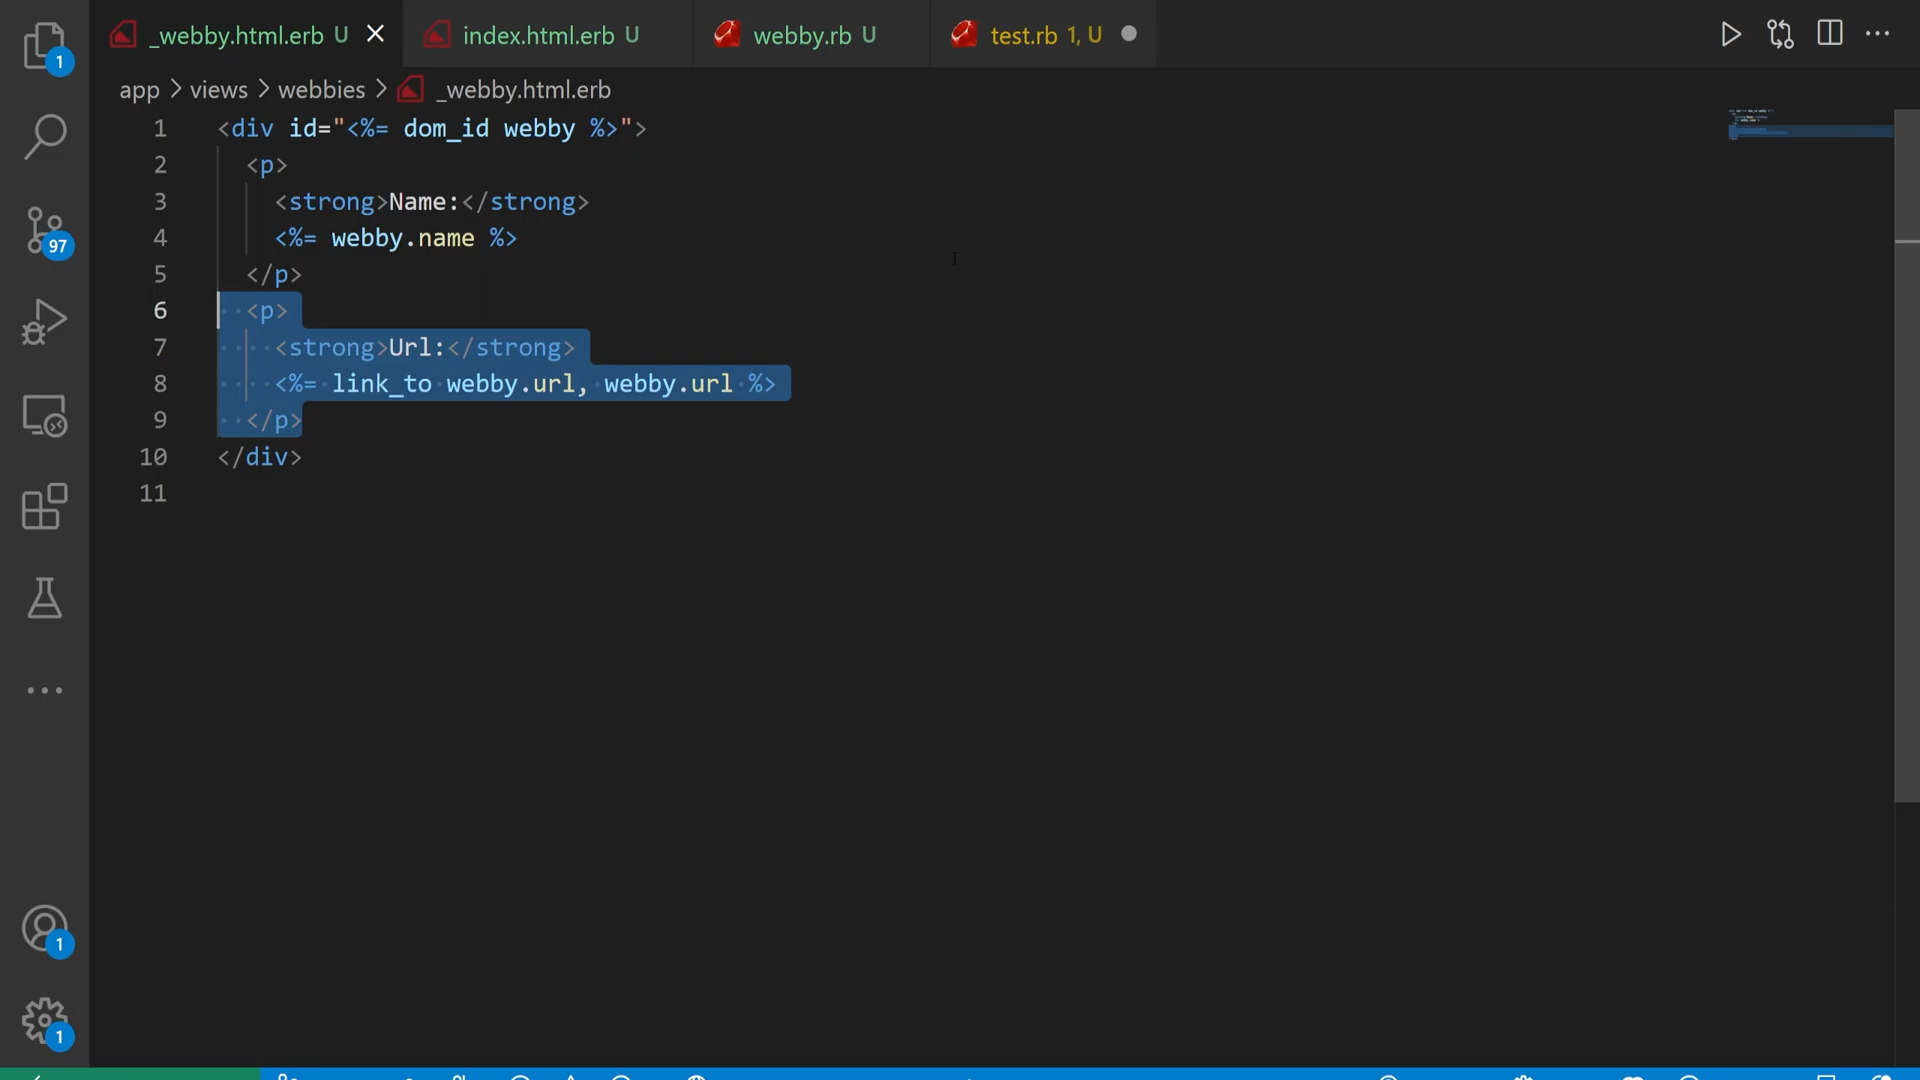 _webby.html.erb U index.html.erb U webby.rb U test.rb 1, U
app > views > webbies > _webby.html.erb
1 <div id="<%= dom_id webby %>">
2 <p>
3 <strong>Name:</strong>
4 <%= webby.name %>
5 </p>
6 <p>
7 <strong>Url:</strong>
8 <%= link_to webby.url, webby.url %>
9 </p>
10 </div>
11
1
97
1
1